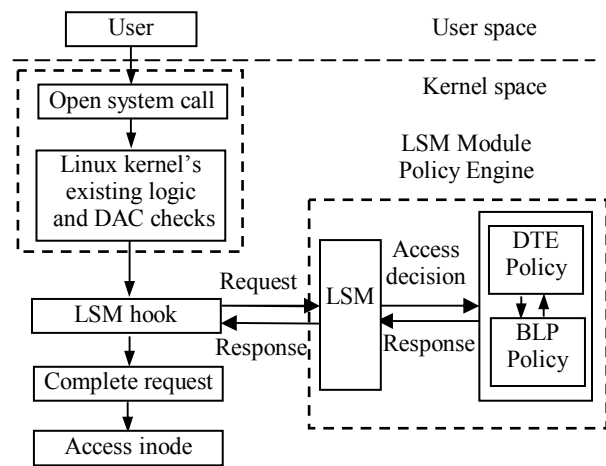 User
User space
Kernel space
Open system call
Linux kernel's
existing logic
and DAC checks
LSM Module
Policy Engine
LSM hook
Request
Response
LSM
Access
decision
Response
DTE
Policy
BLP
Policy
Complete request
Access inode